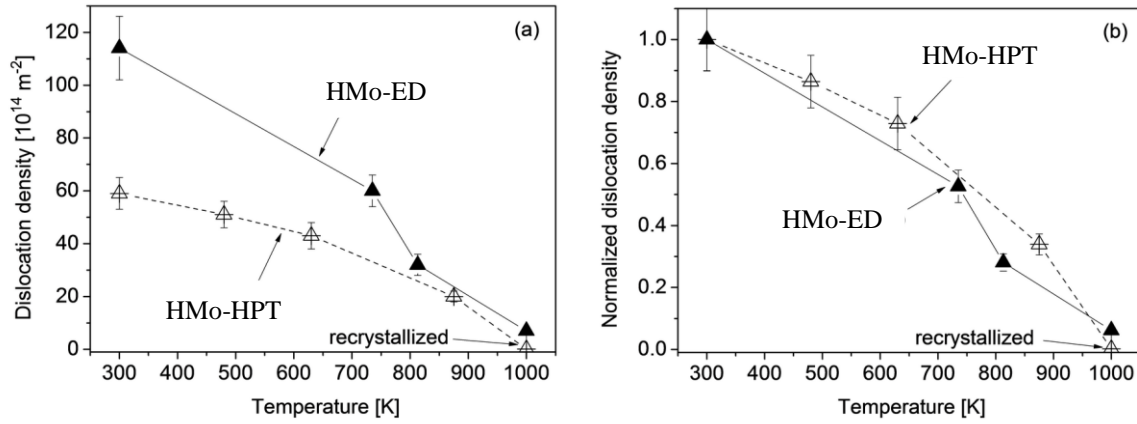 (a)
Dislocation density [10¹⁴ m⁻²]
120
100
80
60
40
20
0
HMo-ED
HMo-HPT
recrystallized
300 400 500 600 700 800 900 1000
Temperature [K]
(b)
Normalized dislocation density
1.0
0.8
0.6
0.4
0.2
0.0
HMo-HPT
HMo-ED
recrystallized
300 400 500 600 700 800 900 1000
Temperature [K]